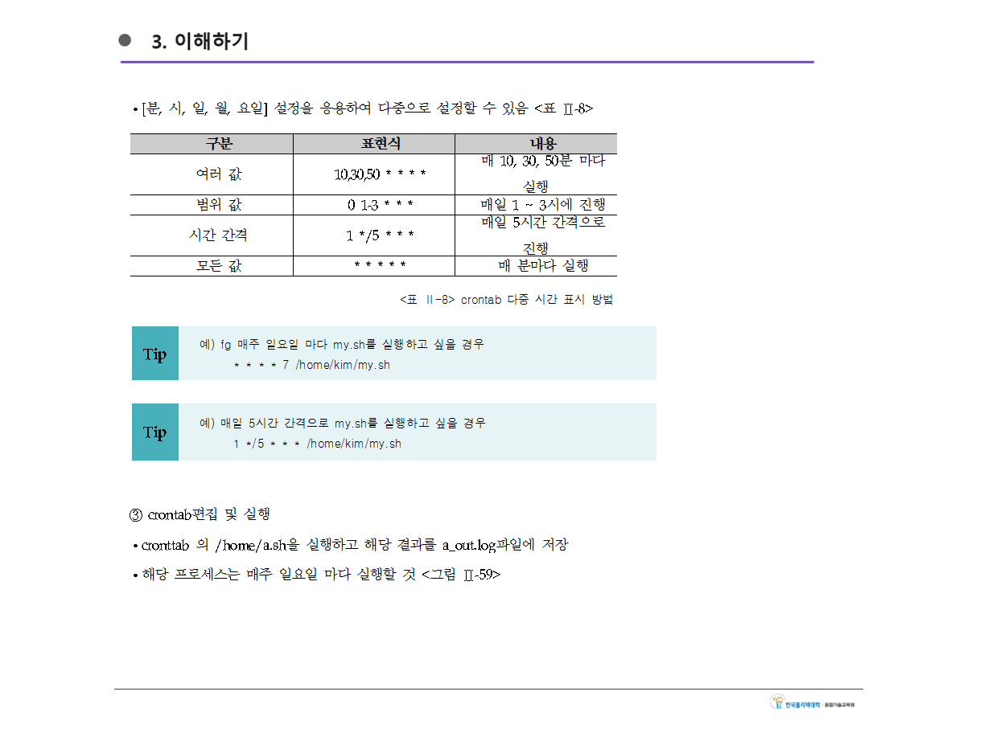 ● 3. 이해하기
• [분, 시, 일, 월, 요일] 설정을 응용하여 다중으로 설정할 수 있음 <표 Ⅱ-8>
구분 표현식 내용
여러 값 10,30,50 * * * * 매 10, 30, 50분 마다
실행
범위 값 0 1-3 * * * 매일 1 ~ 3시에 진행
시간 간격 1 */5 * * * 매일 5시간 간격으로
진행
모든 값 * * * * * 매 분마다 실행
<표 Ⅱ-8> crontab 다중 시간 표시 방법
Tip
예) fg 매주 일요일 마다 my.sh를 실행하고 싶을 경우
* * * * 7 /home/kim/my.sh
Tip
예) 매일 5시간 간격으로 my.sh를 실행하고 싶을 경우
1 */5 * * * /home/kim/my.sh
③ crontab편집 및 실행
• cronttab 의 /home/a.sh을 실행하고 해당 결과를 a_out.log파일에 저장
• 해당 프로세스는 매주 일요일 마다 실행할 것 <그림 Ⅱ-59>
한국폴리텍대학 | 융합기술교육원